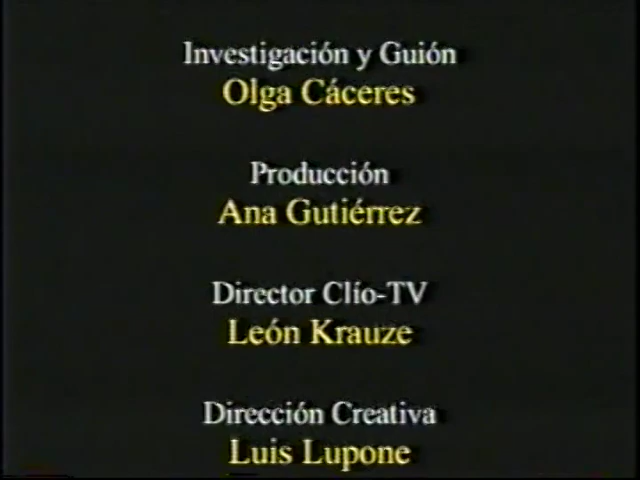 Investigación y Guión
Olga Cáceres
Producción
Ana Gutiérrez
Director Clío-TV
León Krauze
Dirección Creativa
Luis Lupone